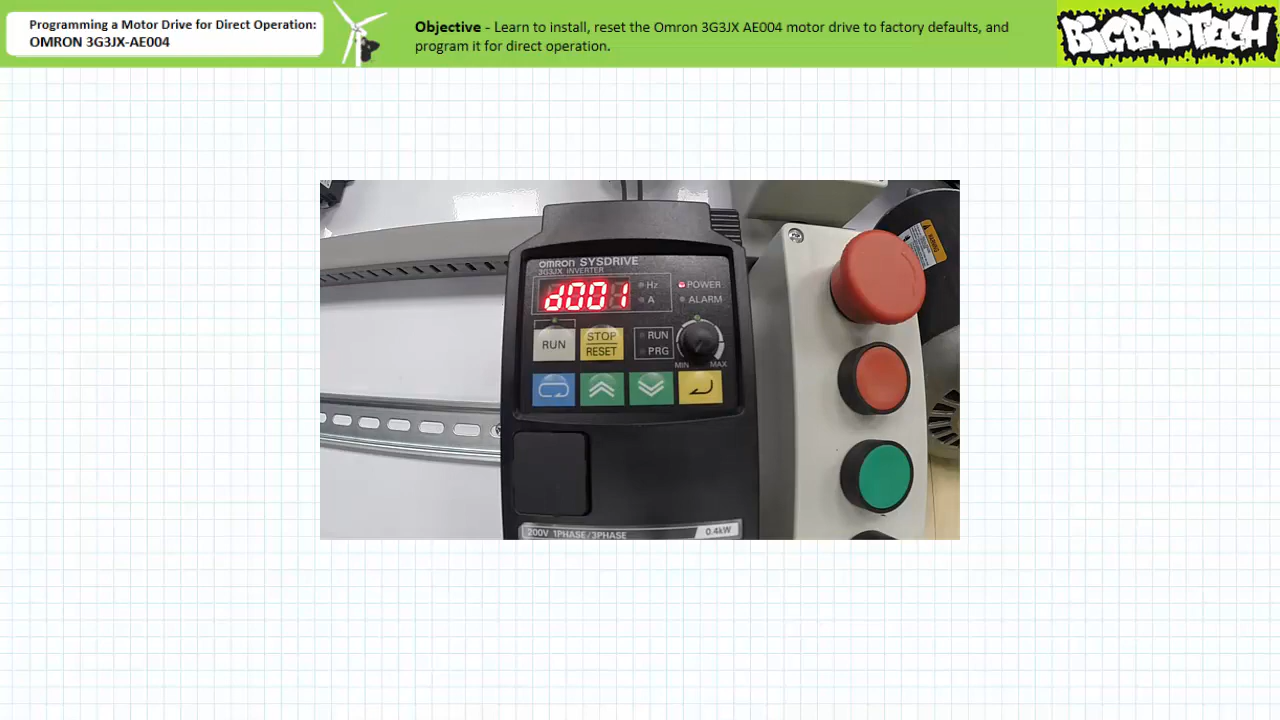 Programming a Motor Drive for Direct Operation:
OMRON 3G3JX-AE004
Objective - Learn to install, reset the Omron 3G3JX AE004 motor drive to factory defaults, and
program it for direct operation.
BIGBADTECH
OMRON SYSDRIVE
3G3JX INVERTER
d001
Hz
A
POWER
ALARM
RUN
STOP
RESET
RUN
PRG
MIN
MAX
200V 1PHASE/3PHASE
0.4kW